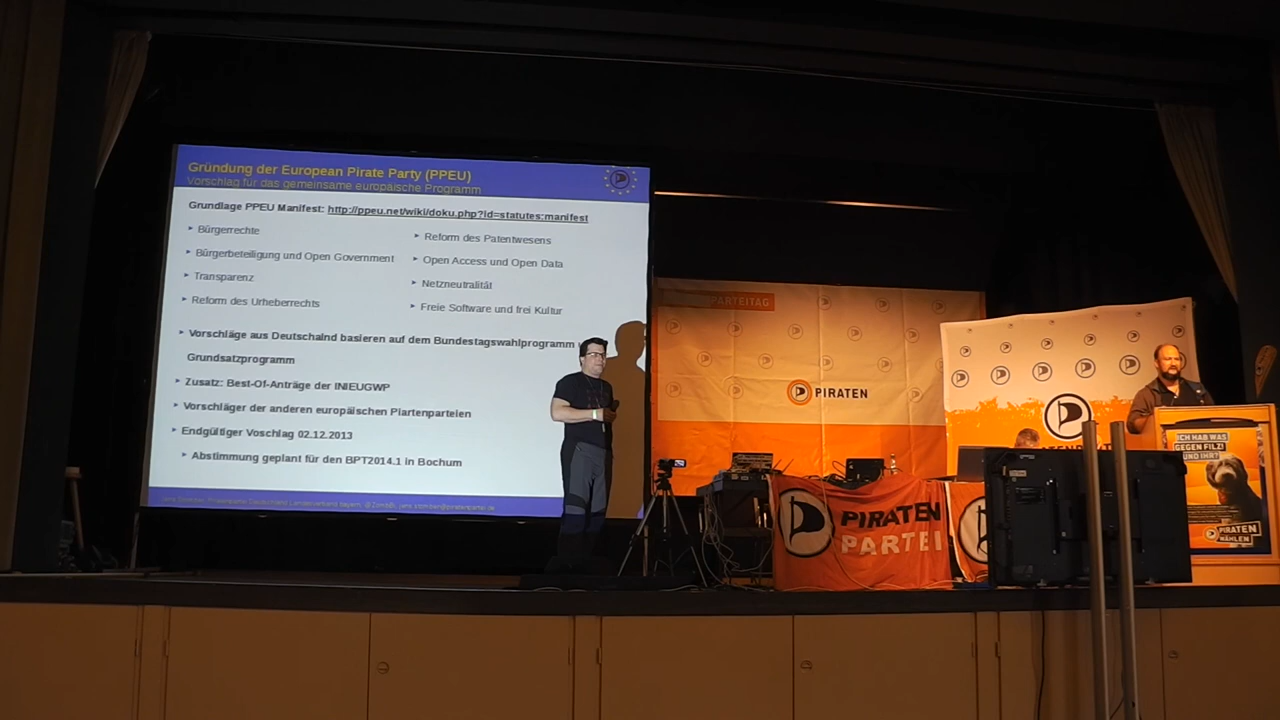 Gründung der European Pirate Party (PPEU)
Vorschlag für das gemeinsame europäische Programm
Grundlage PPEU Manifest: http://ppeu.net/wiki/doku.php?id=statutes:manifest
Bürgerrechte
Bürgerbeteiligung und Open Government
Transparenz
Reform des Urheberrechts
Reform des Patentwesens
Open Access und Open Data
Netzneutralität
Freie Software und frei Kultur
Vorschläge aus Deutschalnd basieren auf dem Bundestagswahlprogramm
Grundsatzprogramm
Zusatz: Best-Of-Anträge der INIEUGWP
Vorschläger der anderen europäischen Piartenparteien
Endgültiger Voschlag 02.12.2013
Abstimmung geplant für den BPT2014.1 in Bochum
PARTEITAG
PIRATEN
PIRATEN
PARTEI
ICH HAB WAS
GEGEN FILZ!
UND IHR?
PIRATEN
WÄHLEN